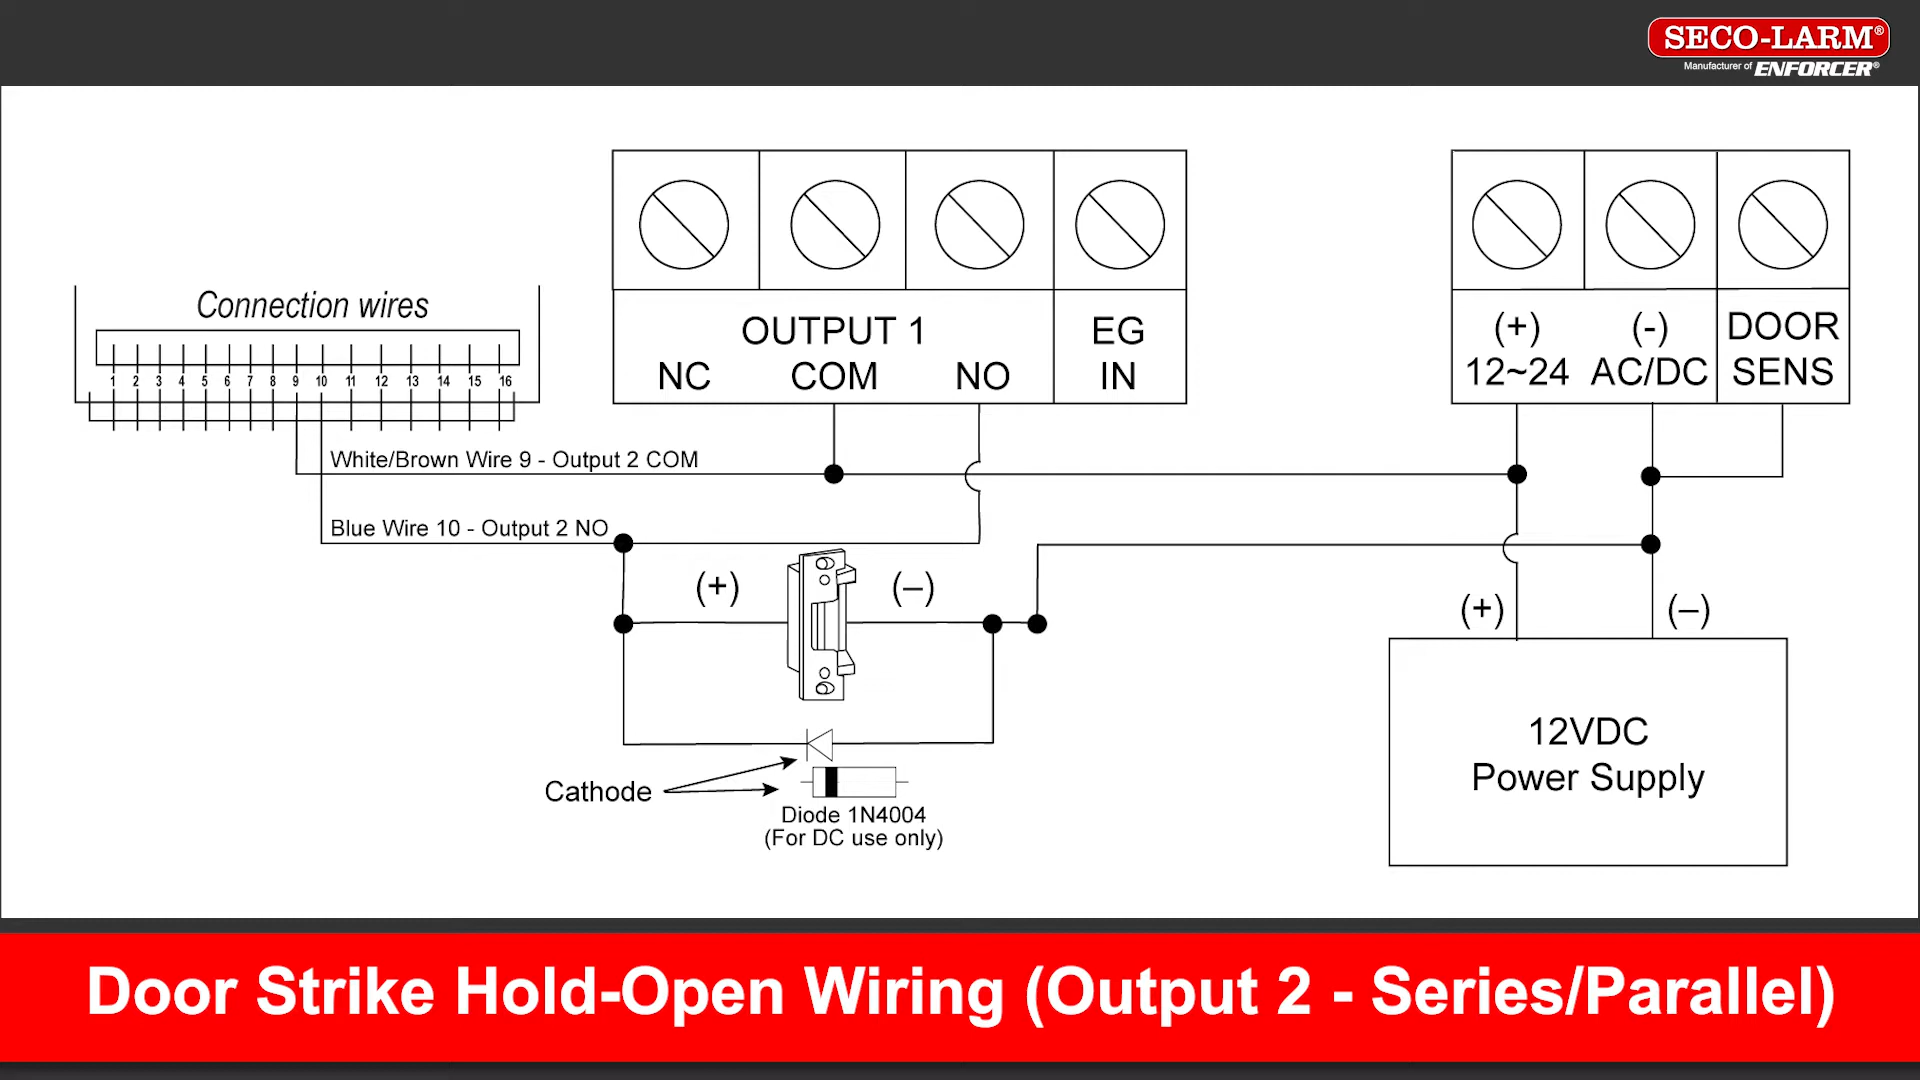 SECO-LARM®
Manufacturer of ENFORCER®
Connection wires
1 2 3 4 5 6 7 8 9 10 11 12 13 14 15 16
OUTPUT 1
NC COM NO
EG
IN
(+) (-)
12~24 AC/DC
DOOR
SENS
White/Brown Wire 9 - Output 2 COM
Blue Wire 10 - Output 2 NO
(+) (–)
(+) (–)
12VDC
Power Supply
Cathode
Diode 1N4004
(For DC use only)
Door Strike Hold-Open Wiring (Output 2 - Series/Parallel)